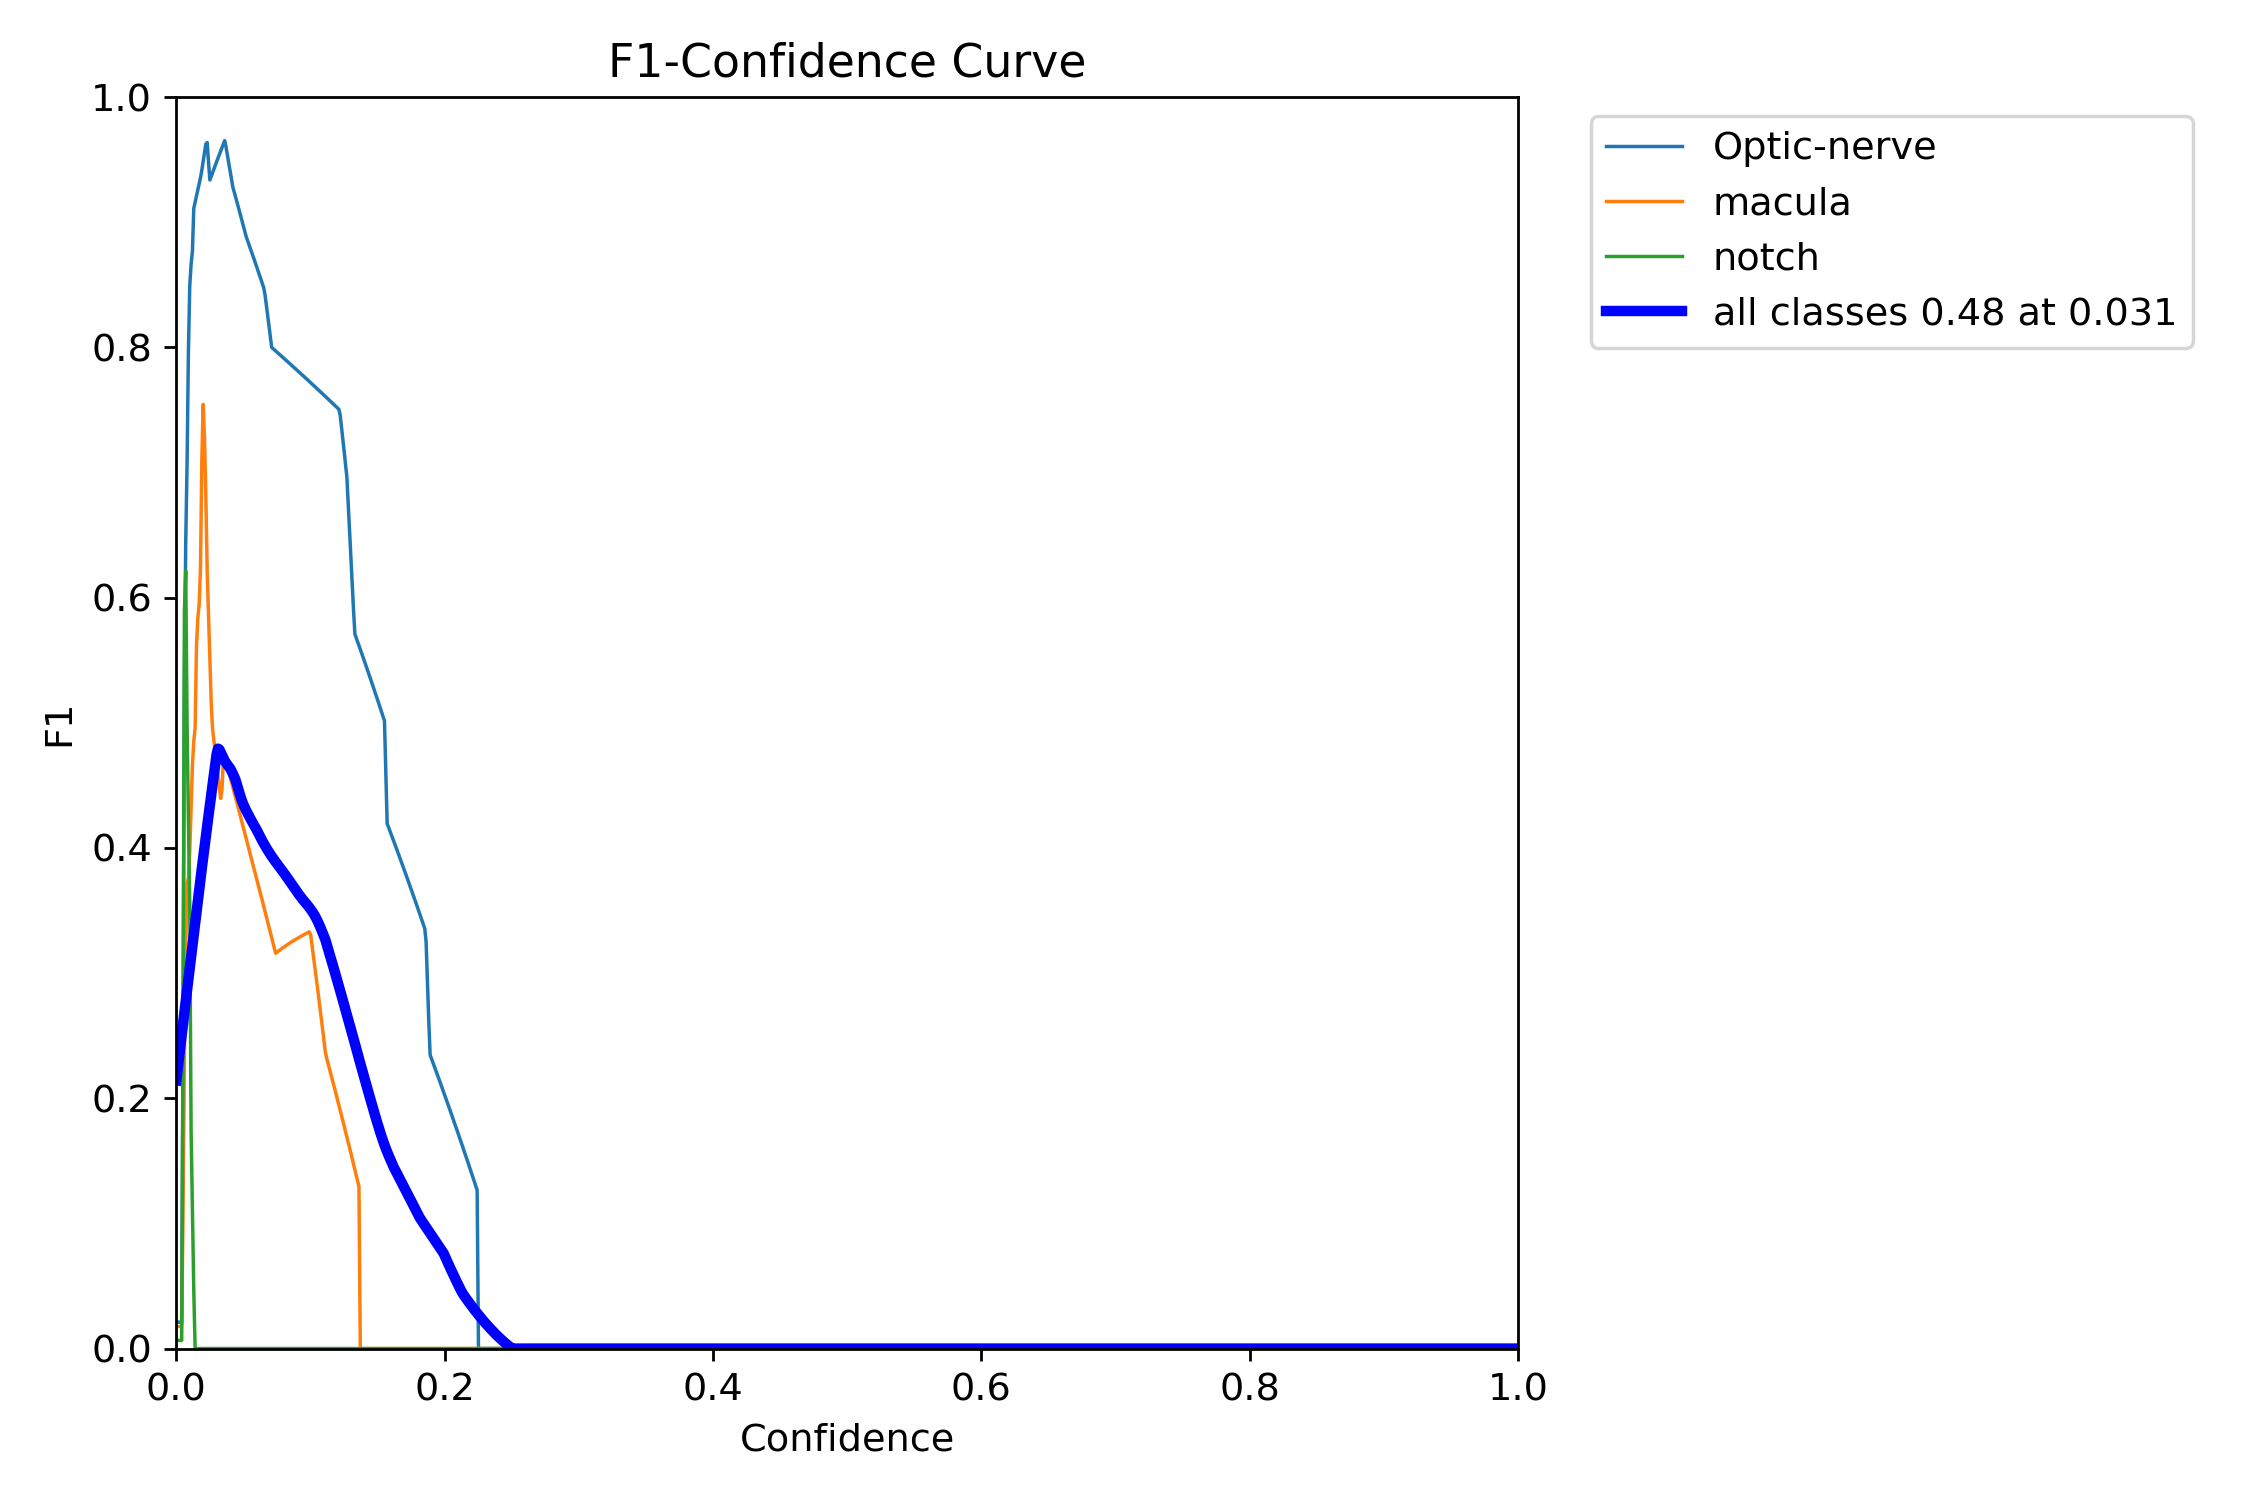 F1-Confidence Curve
1.0
0.8
0.6
0.4
0.2
0.0
F1
0.0 0.2 0.4 0.6 0.8 1.0
Confidence
Optic-nerve
macula
notch
all classes 0.48 at 0.031